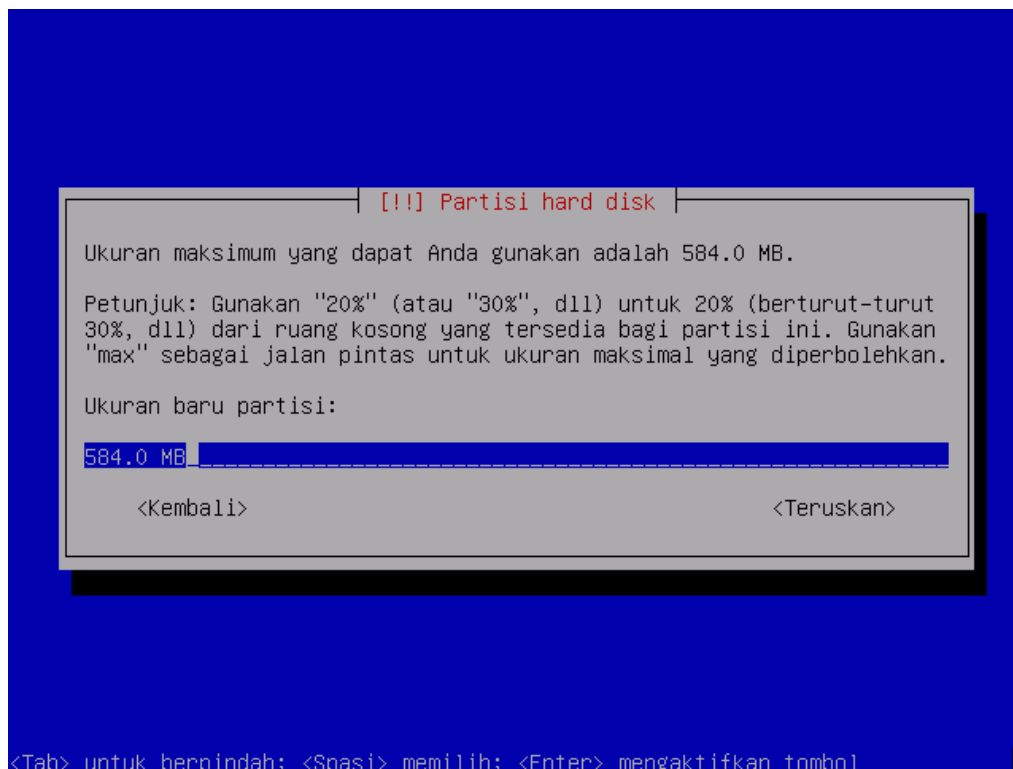 [!!] Partisi hard disk
Ukuran maksimum yang dapat Anda gunakan adalah 584.0 MB.
Petunjuk: Gunakan "20%" (atau "30%", dll) untuk 20% (berturut-turut
30%, dll) dari ruang kosong yang tersedia bagi partisi ini. Gunakan
"max" sebagai jalan pintas untuk ukuran maksimal yang diperbolehkan.
Ukuran baru partisi:
584.0 MB
<Kembali> <Teruskan>
<Tab> untuk berpindah; <Spasi> memilih; <Enter> mengaktifkan tombol